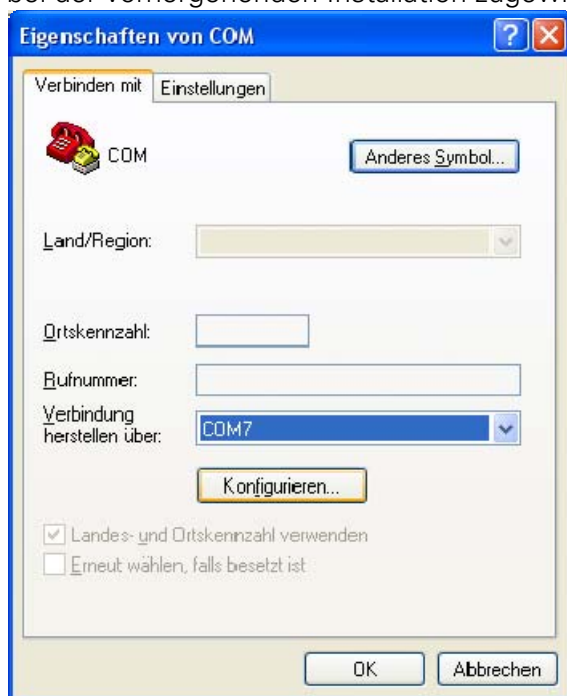 Eigenschaften von COM
Verbinden mit Einstellungen
COM Anderes Symbol...
Land/Region:
Ortskennzahl:
Rufnummer:
Verbindung
herstellen über: COM7
Konfigurieren...
Landes- und Ortskennzahl verwenden
Erneut wählen, falls besetzt ist
OK Abbrechen